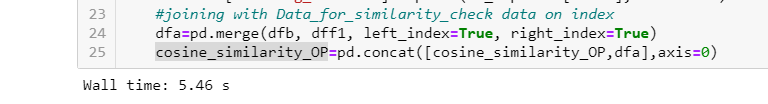 23 #joining with Data_for_similarity_check data on index
24 dfa=pd.merge(dfb, dff1, left_index=True, right_index=True)
25 cosine_similarity_OP=pd.concat([cosine_similarity_OP,dfa],axis=0)
Wall time: 5.46 s